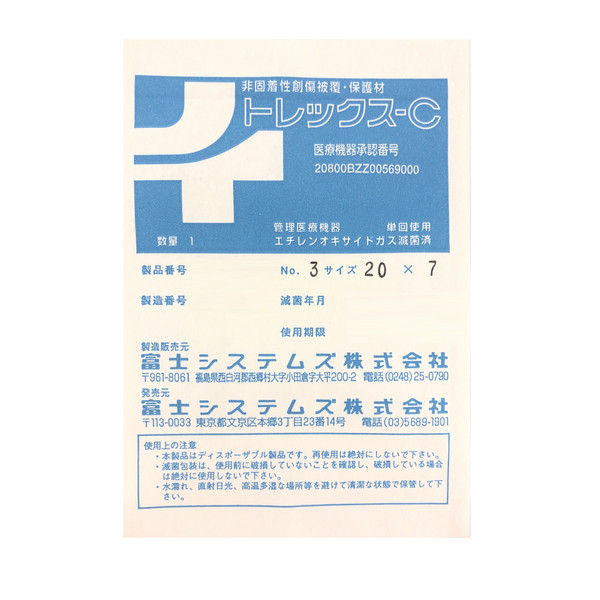 非固着性創傷被覆・保護材
トレックス-C
医療機器承認番号
20800BZZ00569000
管理医療機器 単回使用
数量 1 エチレンオキサイドガス滅菌済
製品番号 No. 3 サイズ 20 × 7
製造番号 滅菌年月
使用期限
製造販売元
富士システムズ株式会社
〒961-8061 福島県西白河郡西郷村大字小田倉字大平200-2 電話(0248)25-0790
発売元
富士システムズ株式会社
〒113-0033 東京都文京区本郷3丁目23番14号 電話(03)5689-1901
使用上の注意
・本製品はディスポーザブル製品です。再使用は絶対にしないで下さい。
・滅菌包装は、使用前に破損していないことを確認し、破損している場合
は絶対に使用しないで下さい。
・水濡れ、直射日光、高温多湿な場所等を避けて清潔な状態で保管して下
さい。